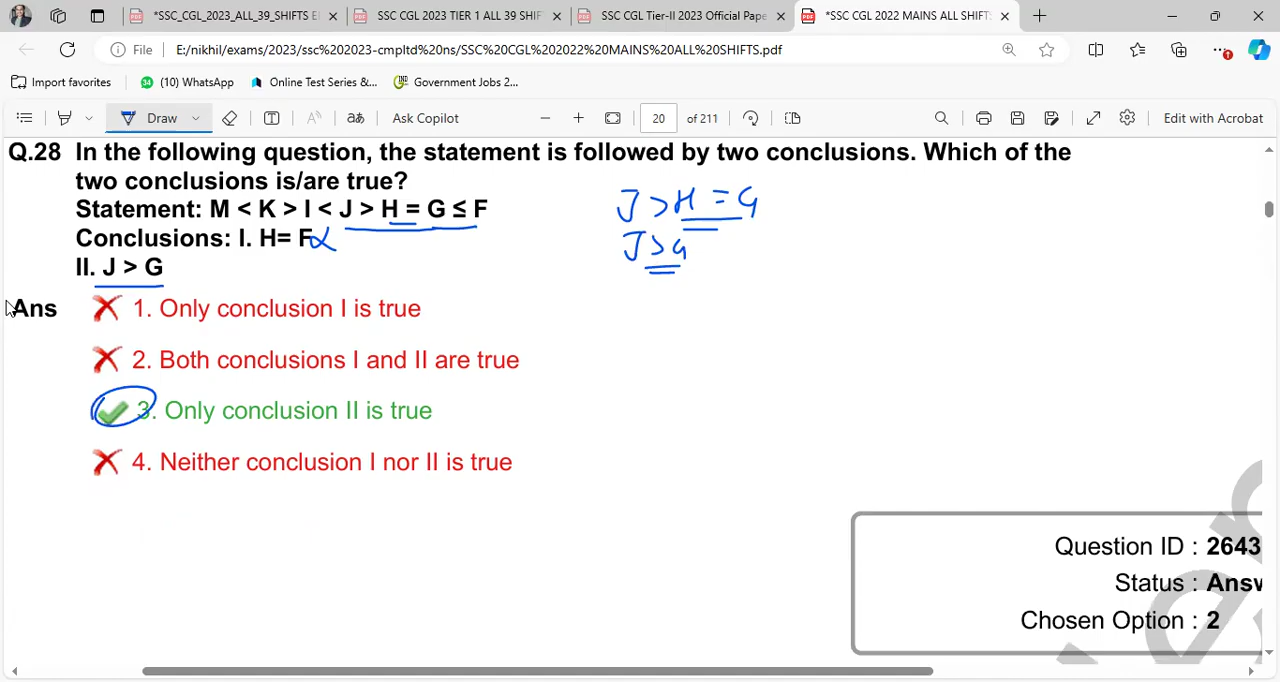 *SSC_CGL_2023_ALL_39_SHIFTS El
SSC CGL 2023 TIER 1 ALL 39 SHIFT
SSC CGL Tier-II 2023 Official Pape
*SSC CGL 2022 MAINS ALL SHIFTS
File
E:/nikhil/exams/2023/ssc%202023-cmpltd%20ns/SSC%20CGL%202022%20MAINS%20ALL%20SHIFTS.pdf
Import favorites
34 (10) WhatsApp
Online Test Series &...
Government Jobs 2...
Draw
Ask Copilot
20 of 211
Edit with Acrobat
Q.28 In the following question, the statement is followed by two conclusions. Which of the
two conclusions is/are true?
Statement: M < K > I < J > H = G ≤ F
J > H = G
Conclusions: I. H= F
J > G
II. J > G
Ans
1. Only conclusion I is true
2. Both conclusions I and II are true
3. Only conclusion II is true
4. Neither conclusion I nor II is true
Question ID : 2643
Status : Answ
Chosen Option : 2